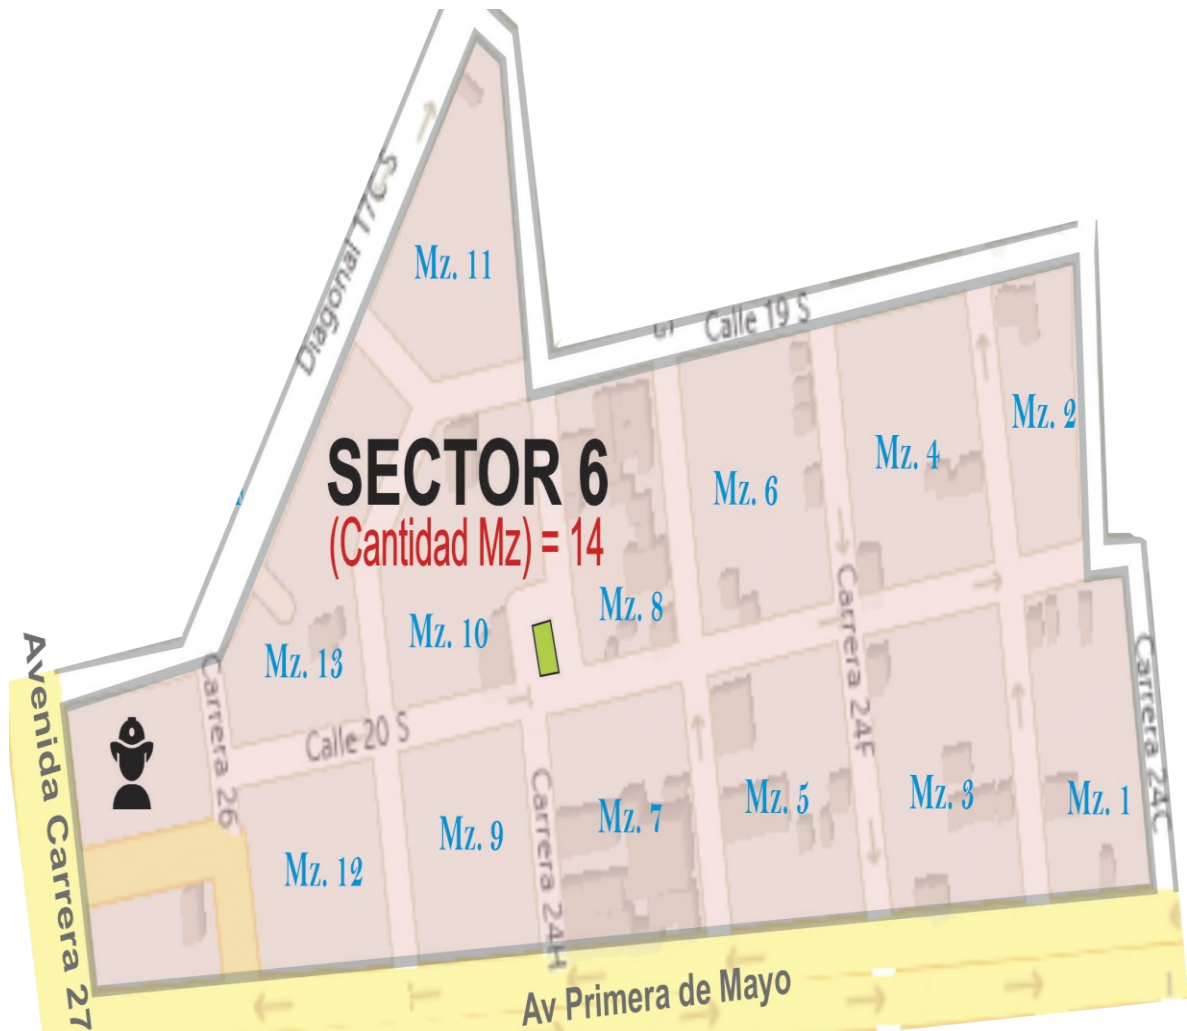 Diagonal 17C S
Mz. 11
Calle 19 S
Mz. 2
Mz. 4
SECTOR 6
Mz. 6
(Cantidad Mz) = 14
Mz. 8
Mz. 10
Mz. 13
Carrera 24F
Carrera 24C
Avenida Carrera 27
Carrera 26
Calle 20 S
Mz. 7
Mz. 5
Mz. 3
Mz. 1
Mz. 9
Mz. 12
Carrera 24H
Av Primera de Mayo